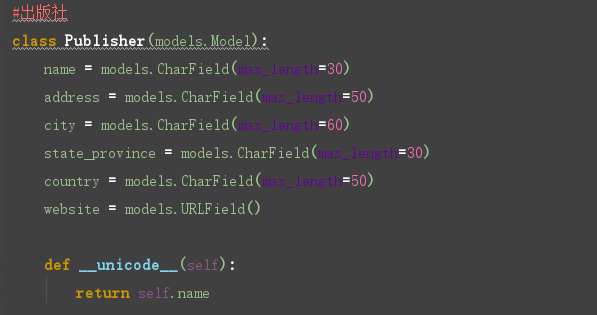 #出版社
class Publisher(models.Model):
    name = models.CharField(max_length=30)
    address = models.CharField(max_length=50)
    city = models.CharField(max_length=60)
    state_province = models.CharField(max_length=30)
    country = models.CharField(max_length=50)
    website = models.URLField()

    def __unicode__(self):
        return self.name